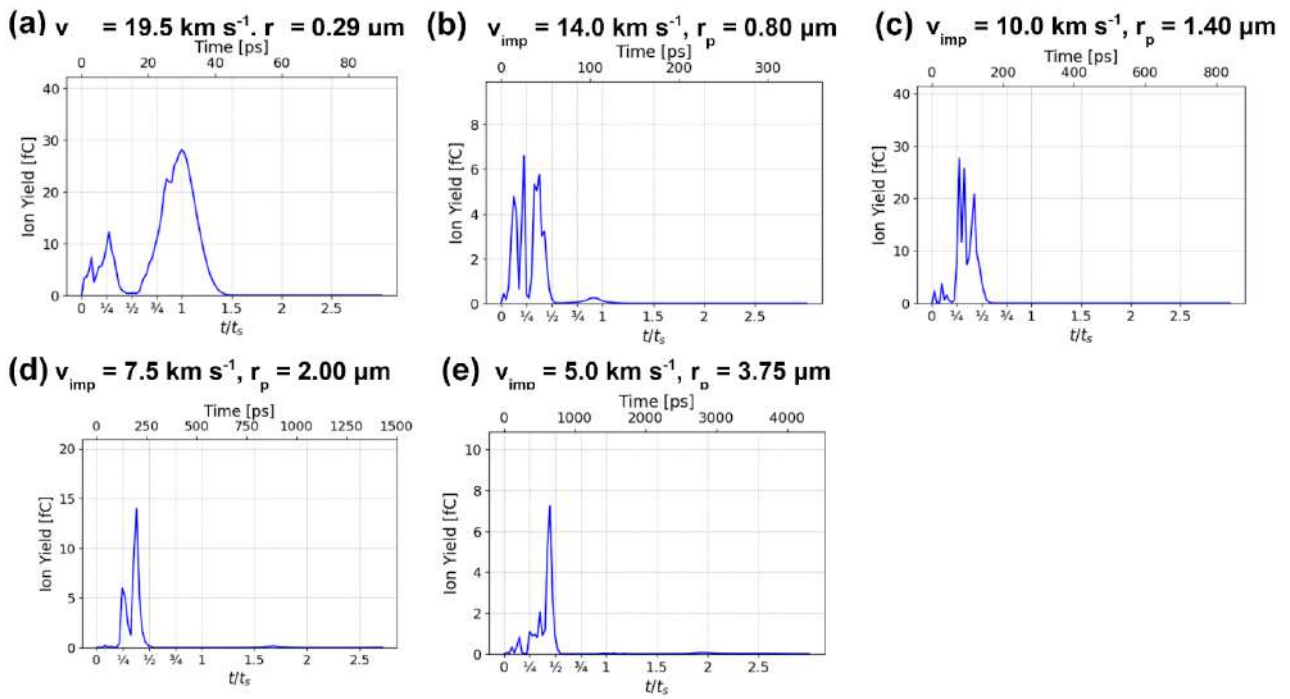 (a) v = 19.5 km s-1. r = 0.29 µm
Time [ps]
0 20 40 60 80
40
30
20
10
0
Ion Yield [fC]
0 ¼ ½ ¾ 1 1.5 2 2.5
t/ts
(b) vimp = 14.0 km s-1, rp = 0.80 µm
Time [ps]
0 100 200 300
8
6
4
2
0
Ion Yield [fC]
0 ¼ ½ ¾ 1 1.5 2 2.5
t/ts
(c) vimp = 10.0 km s-1, rp = 1.40 µm
Time [ps]
0 200 400 600 800
40
30
20
10
0
Ion Yield [fC]
0 ¼ ½ ¾ 1 1.5 2 2.5
t/ts
(d) vimp = 7.5 km s-1, rp = 2.00 µm
Time [ps]
0 250 500 750 1000 1250 1500
20
15
10
5
0
Ion Yield [fC]
0 ¼ ½ ¾ 1 1.5 2 2.5
t/ts
(e) vimp = 5.0 km s-1, rp = 3.75 µm
Time [ps]
0 1000 2000 3000 4000
10
8
6
4
2
0
Ion Yield [fC]
0 ¼ ½ ¾ 1 1.5 2 2.5
t/ts